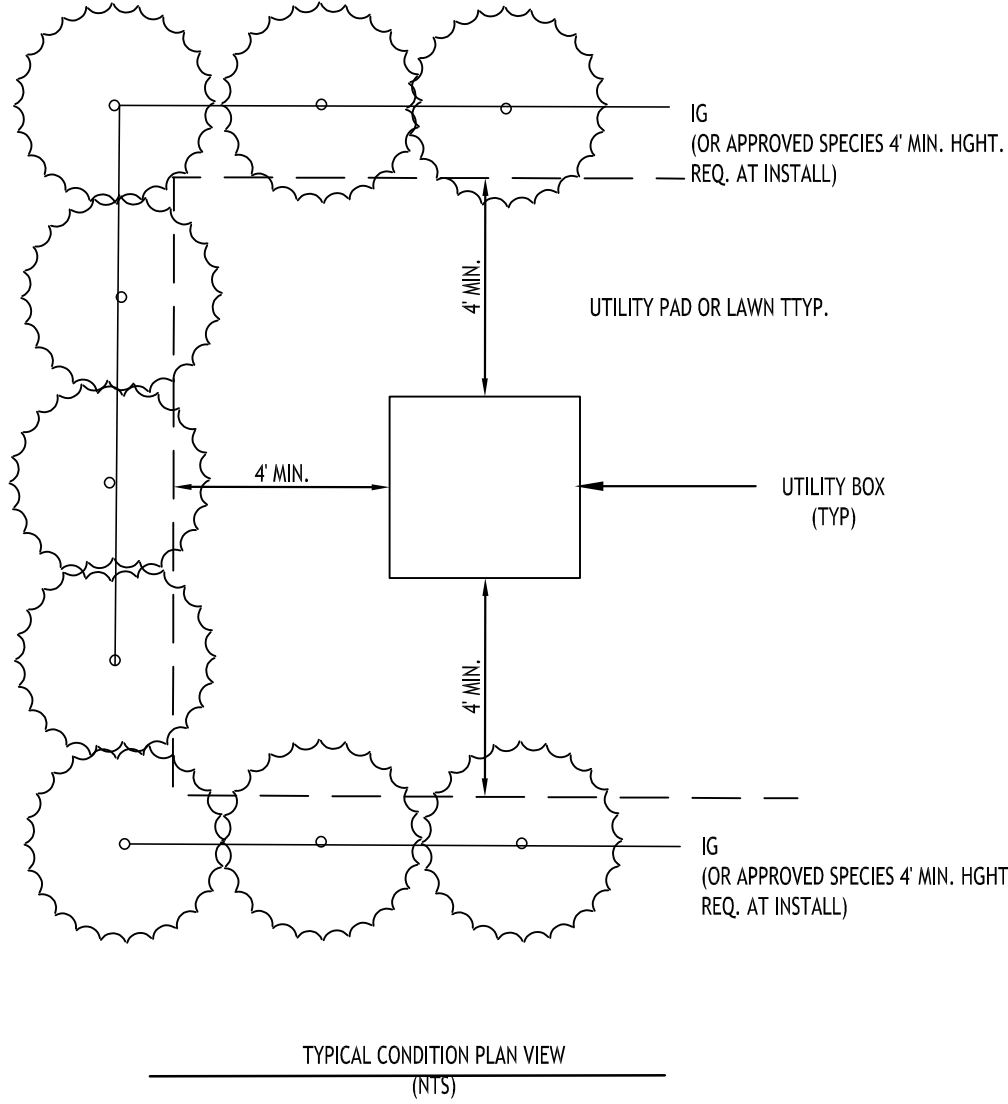 IG
(OR APPROVED SPECIES 4' MIN. HGHT.
REQ. AT INSTALL)
4' MIN.
UTILITY PAD OR LAWN TTYP.
4' MIN.
UTILITY BOX
(TYP)
4' MIN.
IG
(OR APPROVED SPECIES 4' MIN. HGHT
REQ. AT INSTALL)
TYPICAL CONDITION PLAN VIEW
(NTS)